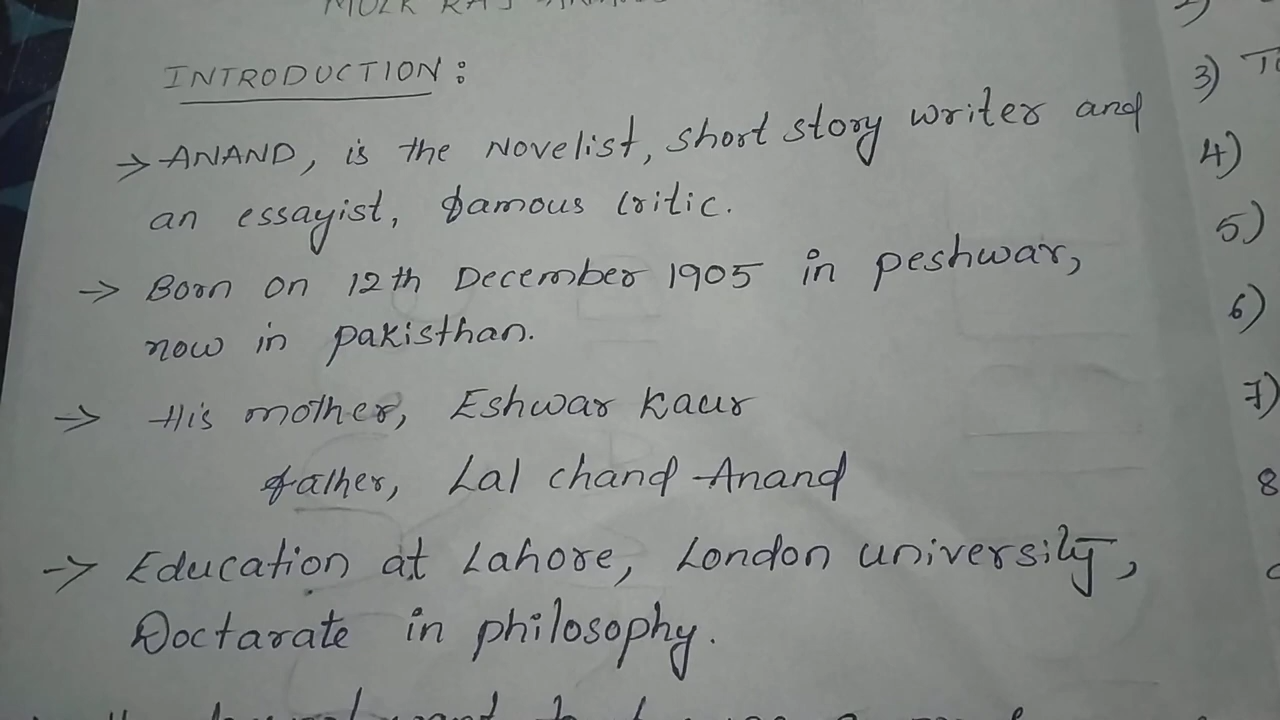 MULK RAJ
INTRODUCTION :
→ ANAND, is the Novelist, short story writer and
an essayist, famous critic.
→ Born on 12th December 1905 in peshwar,
now in pakisthan.
→ His mother, Eshwar kaur
father, Lal chand Anand
→ Education at Lahore, London university,
Doctarate in philosophy.
3)
4)
5)
6)
7)
8